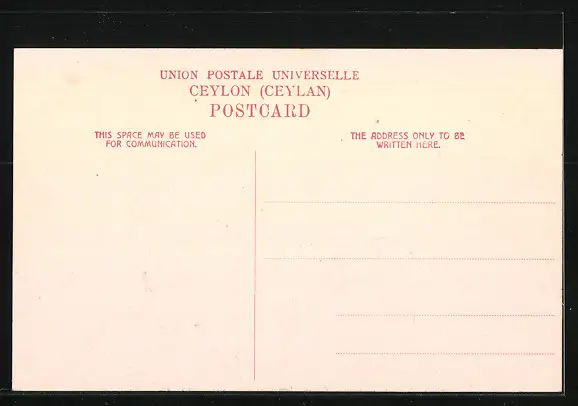 UNION POSTALE UNIVERSELLE
CEYLON (CEYLAN)
POSTCARD
THIS SPACE MAY BE USED
FOR COMMUNICATION.
THE ADDRESS ONLY TO BE
WRITTEN HERE.